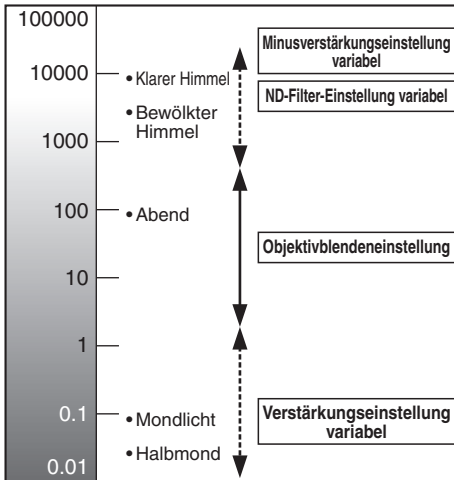 100000
10000
1000
100
10
1
0.1
0.01
• Klarer Himmel
• Bewölkter
Himmel
• Abend
• Mondlicht
• Halbmond
Minusverstärkungseinstellung
variabel
ND-Filter-Einstellung variabel
Objektivblendeneinstellung
Verstärkungseinstellung
variabel